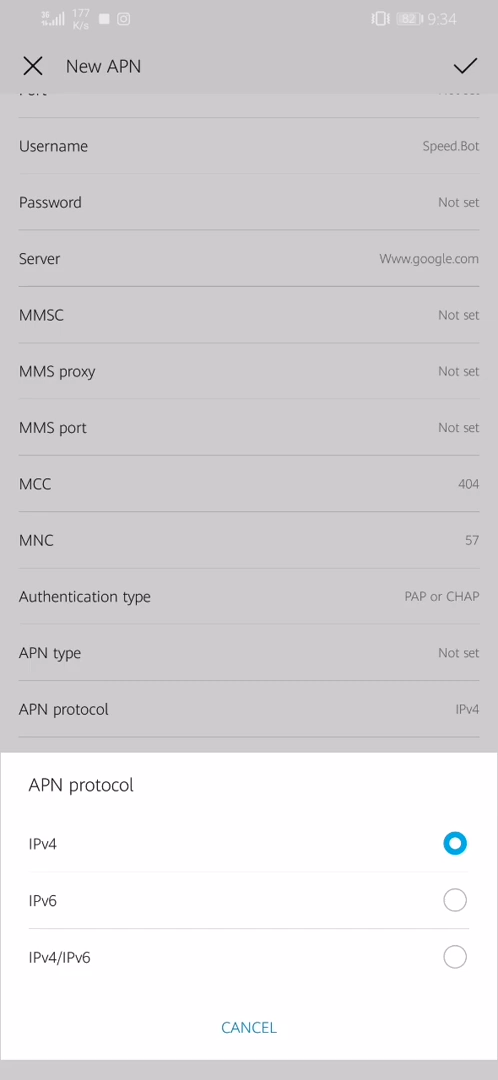 177
K/s
82 9:34
New APN
Username Speed.Bot
Password Not set
Server Www.google.com
MMSC Not set
MMS proxy Not set
MMS port Not set
MCC 404
MNC 57
Authentication type PAP or CHAP
APN type Not set
APN protocol IPv4
APN protocol
IPv4
IPv6
IPv4/IPv6
CANCEL